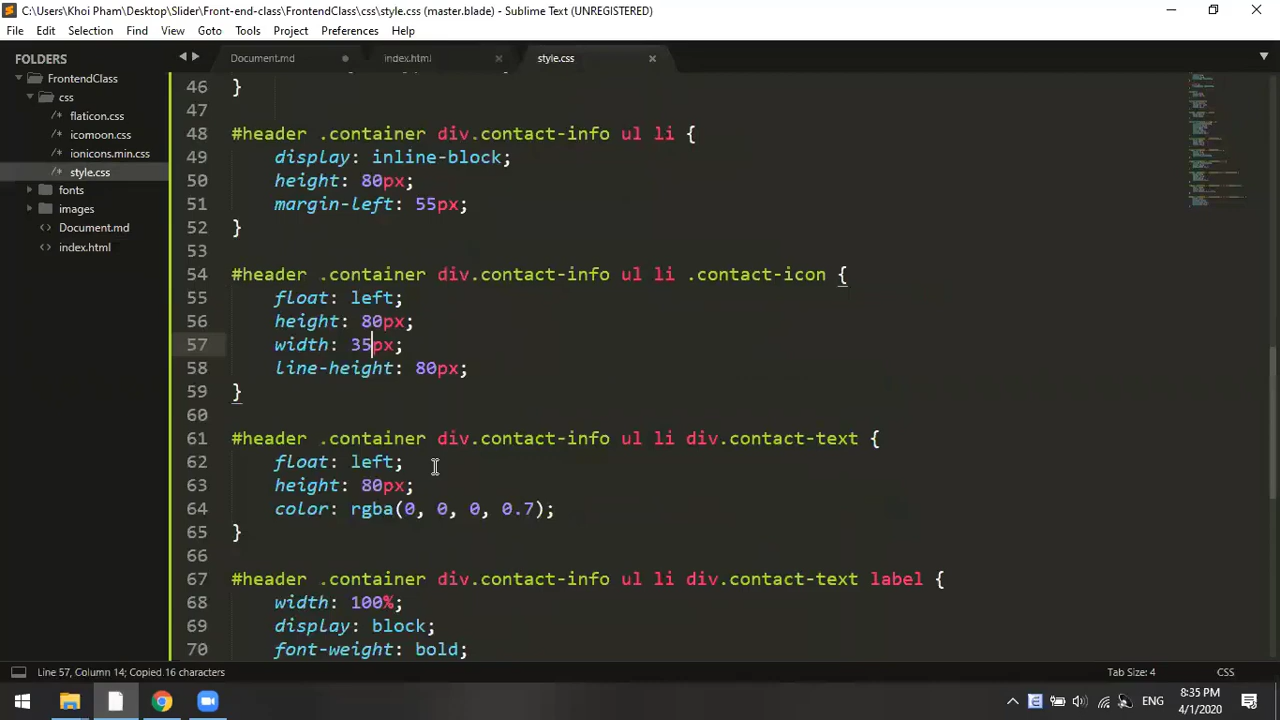 C:\Users\Khoi Pham\Desktop\Slider\Front-end-class\FrontendClass\css\style.css (master.blade) - Sublime Text (UNREGISTERED)
File Edit Selection Find View Goto Tools Project Preferences Help
FOLDERS
FrontendClass
css
/* flaticon.css
/* icomoon.css
/* ionicons.min.css
/* style.css
fonts
images
Document.md
index.html
Document.md
index.html
style.css
46 }
47
48 #header .container div.contact-info ul li {
49 display: inline-block;
50 height: 80px;
51 margin-left: 55px;
52 }
53
54 #header .container div.contact-info ul li .contact-icon {
55 float: left;
56 height: 80px;
57 width: 35px;
58 line-height: 80px;
59 }
60
61 #header .container div.contact-info ul li div.contact-text {
62 float: left;
63 height: 80px;
64 color: rgba(0, 0, 0, 0.7);
65 }
66
67 #header .container div.contact-info ul li div.contact-text label {
68 width: 100%;
69 display: block;
70 font-weight: bold;
Line 57, Column 14; Copied 16 characters
Tab Size: 4
CSS
ENG
8:35 PM
4/1/2020